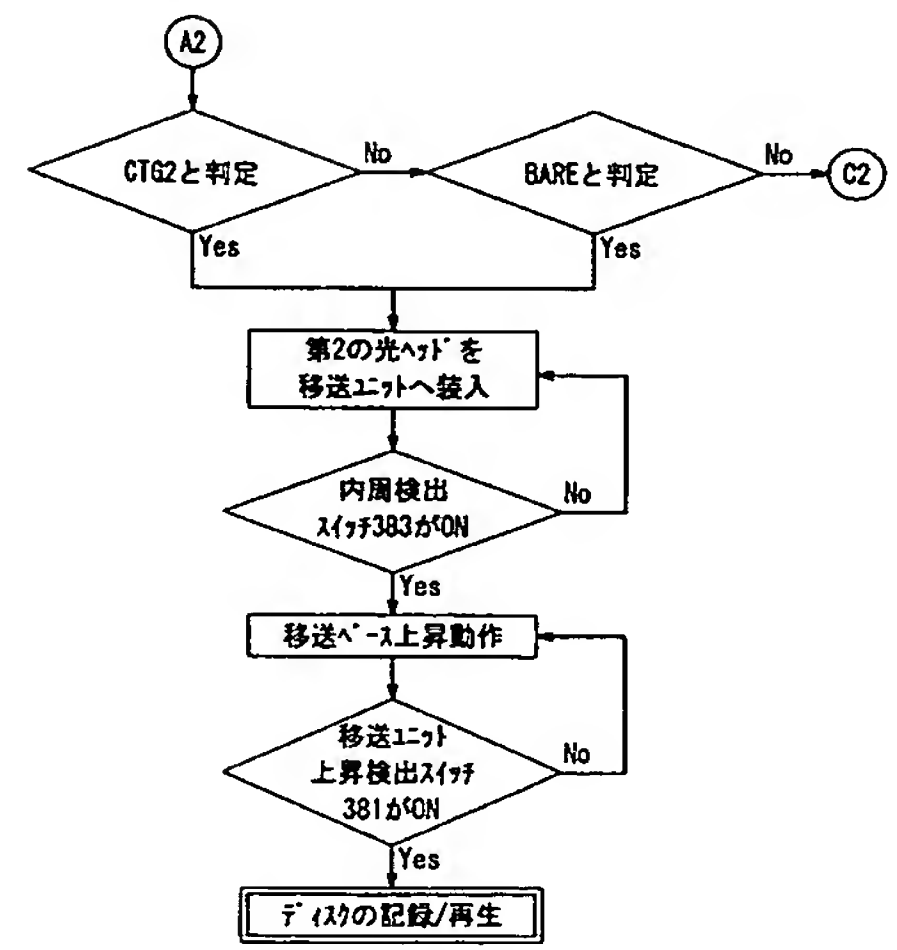 A2
CTG2と判定
No
BAREと判定
No
C2
Yes
Yes
第2の光ヘッドを
移送ユニットへ装入
内周検出
スイッチ383がON
No
Yes
移送ベース上昇動作
移送ユニット
上昇検出スイッチ
381がON
No
Yes
ディスクの記録/再生